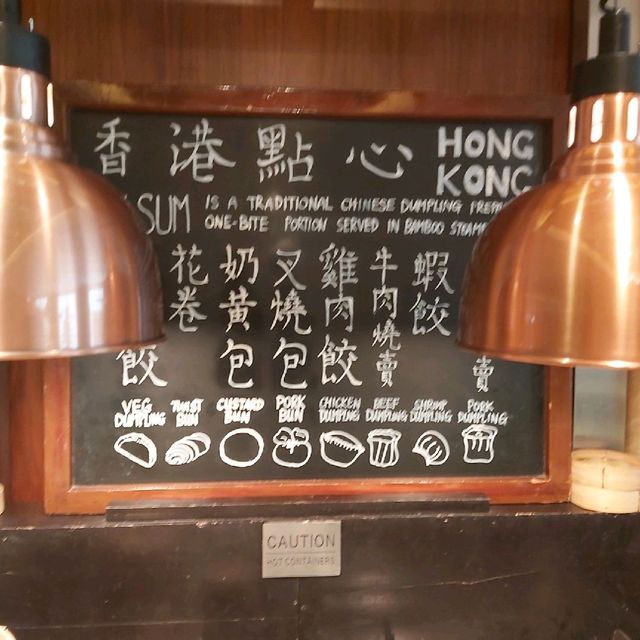 香港點心
HONG
KONG
SUM IS A TRADITIONAL CHINESE DUMPLING
ONE-BITE PORTION SERVED IN BAMBOO
餃
花卷
奶黃包
叉燒包
雞肉餃
牛肉燒賣
蝦餃
賣
VEG DUMPLING
TWIST BUN
CUSTARD BUN
PORK BUN
CHICKEN DUMPLING
BEEF DUMPLING
SHRIMP DUMPLING
PORK DUMPLING
CAUTION
HOT CONTAINERS